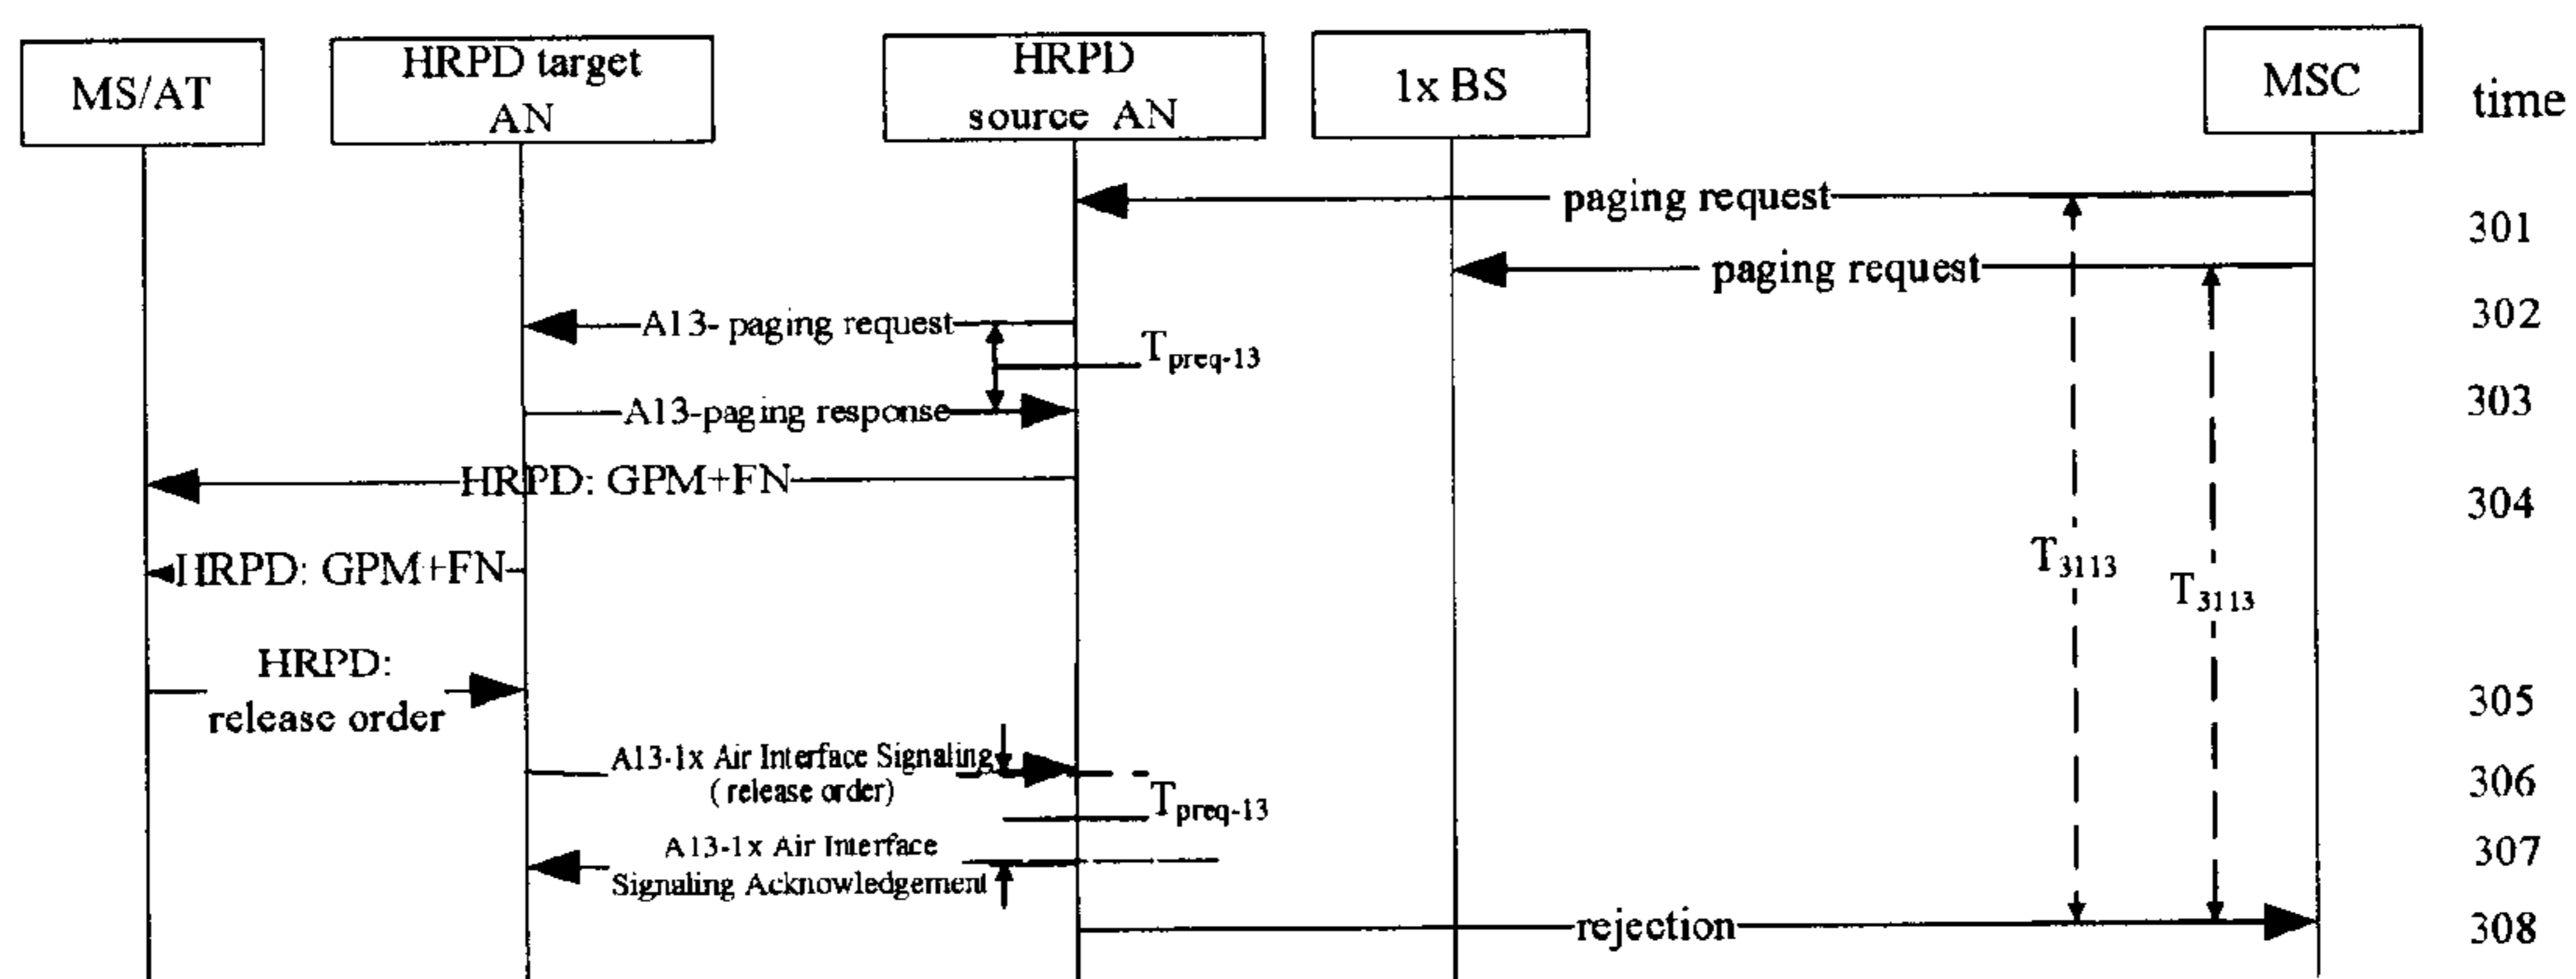 MS/AT
HRPD target
AN
HRPD
source AN
1x BS
MSC
time
paging request
301
paging request
302
A13- paging request
Tpreq-13
303
A13-paging response
HRPD: GPM+FN
304
T3113
HRPD: GPM+FN
T3113
HRPD:
release order
305
A13-1x Air Interface Signaling
( release order)
306
Tpreq-13
A13-1x Air Interface
Signaling Acknowledgement
307
rejection
308